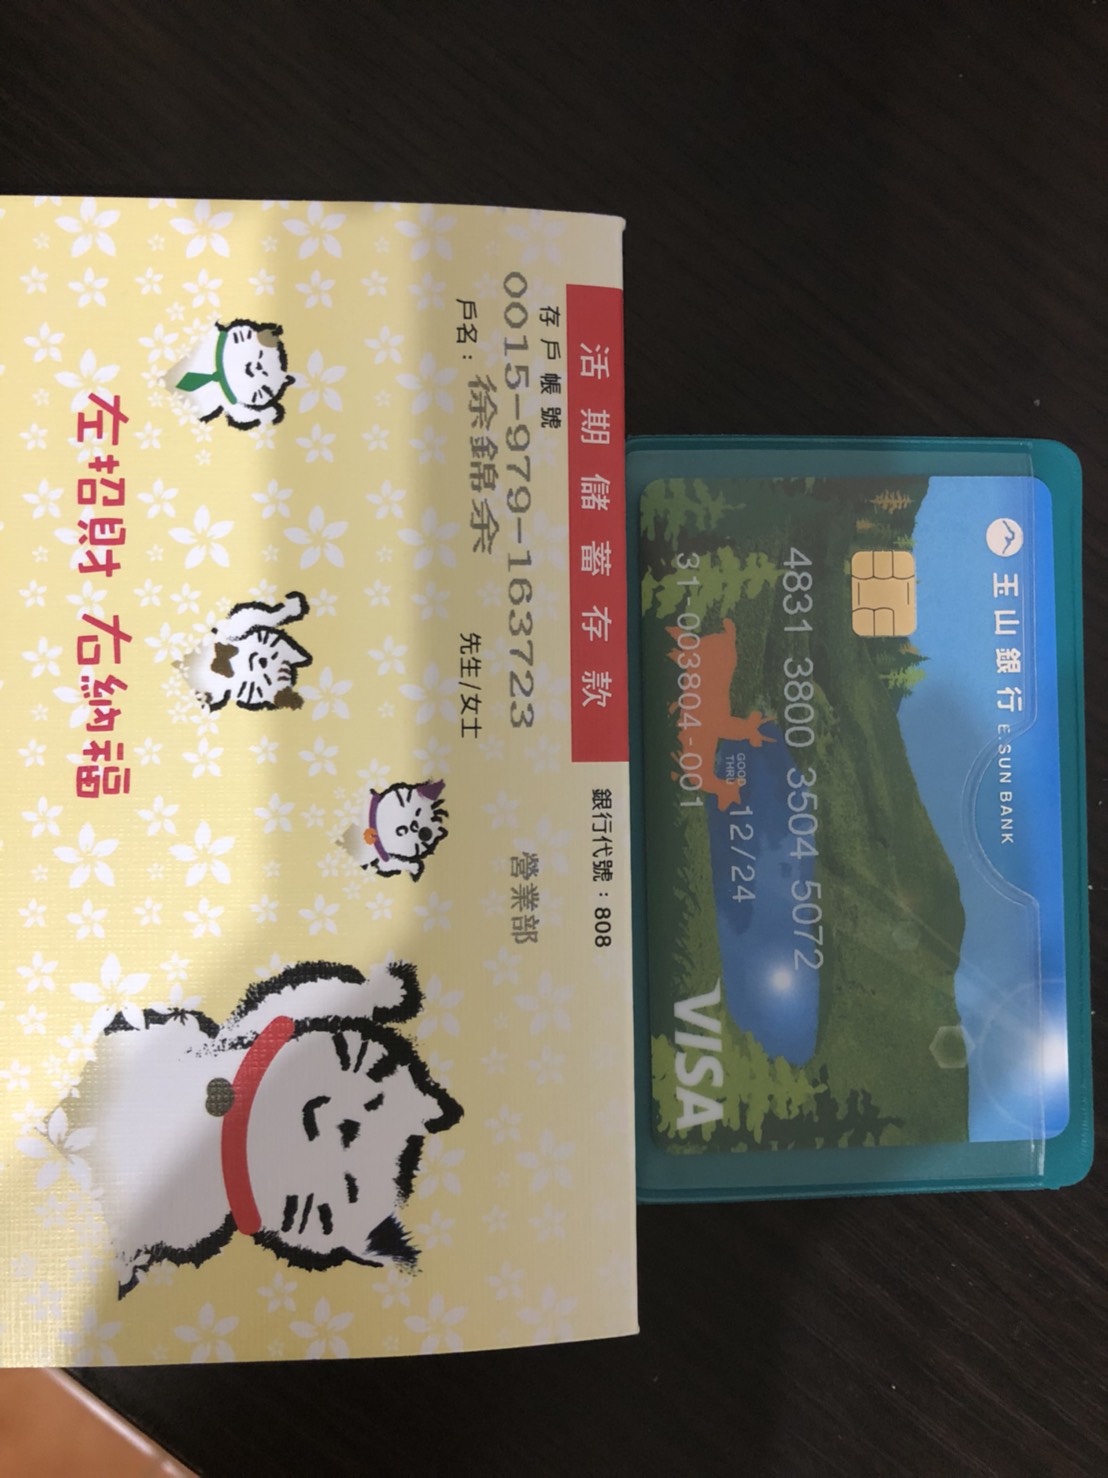 玉山銀行 E.SUN BANK
4831 3800 3504 5072
GOOD
THRU
12/24
31-003804-001
VISA
活期儲蓄存款
銀行代號：808
存戶帳號
0015-979-163723
營業部
戶名：徐錦余 先生/女士
左招財 右納福